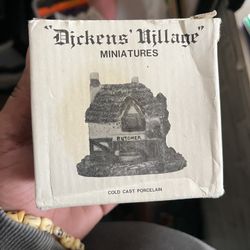 "Dickens' Village"
MINIATURES
BUTCHER
COLD CAST PORCELAIN